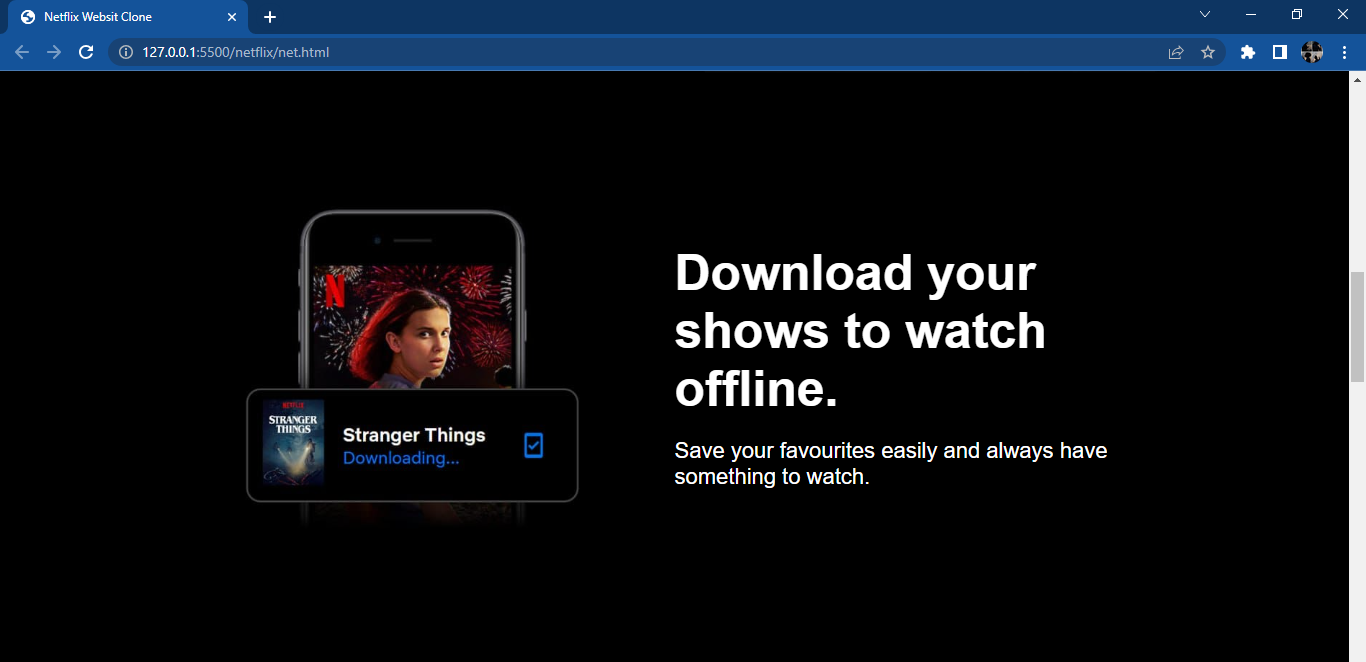 Netflix Websit Clone
127.0.0.1:5500/netflix/net.html
N
Download your
shows to watch
offline.
NETFLIX
STRANGER
THINGS
Stranger Things
Downloading...
Save your favourites easily and always have
something to watch.